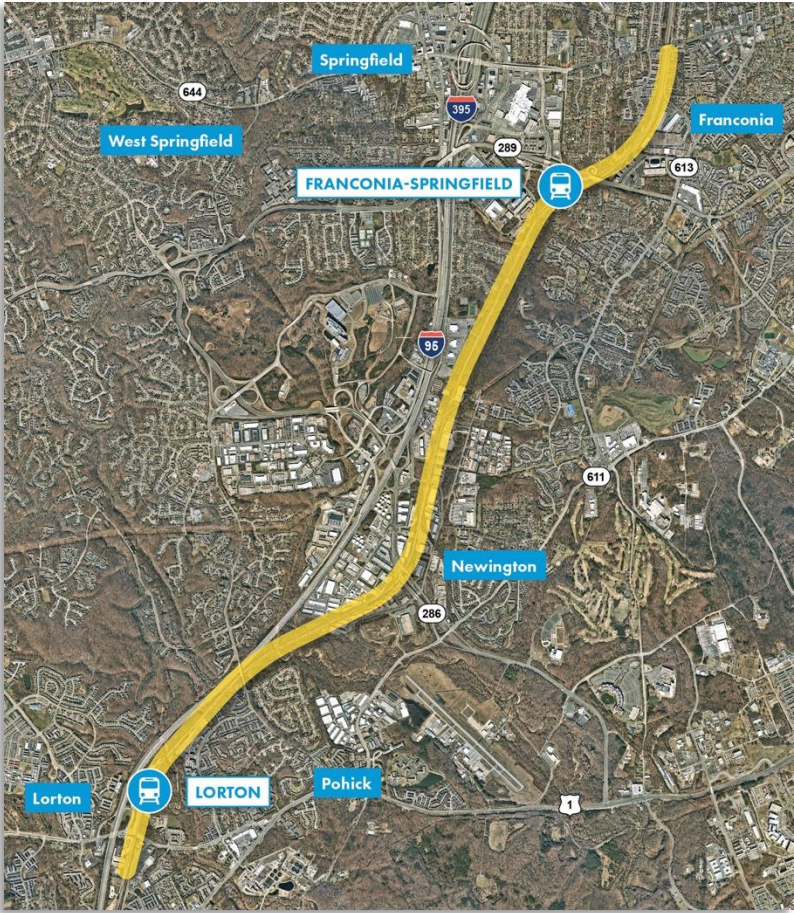 Springfield
644
395
Franconia
West Springfield
289
613
FRANCONIA-SPRINGFIELD
95
611
Newington
286
Lorton
LORTON
Pohick
1